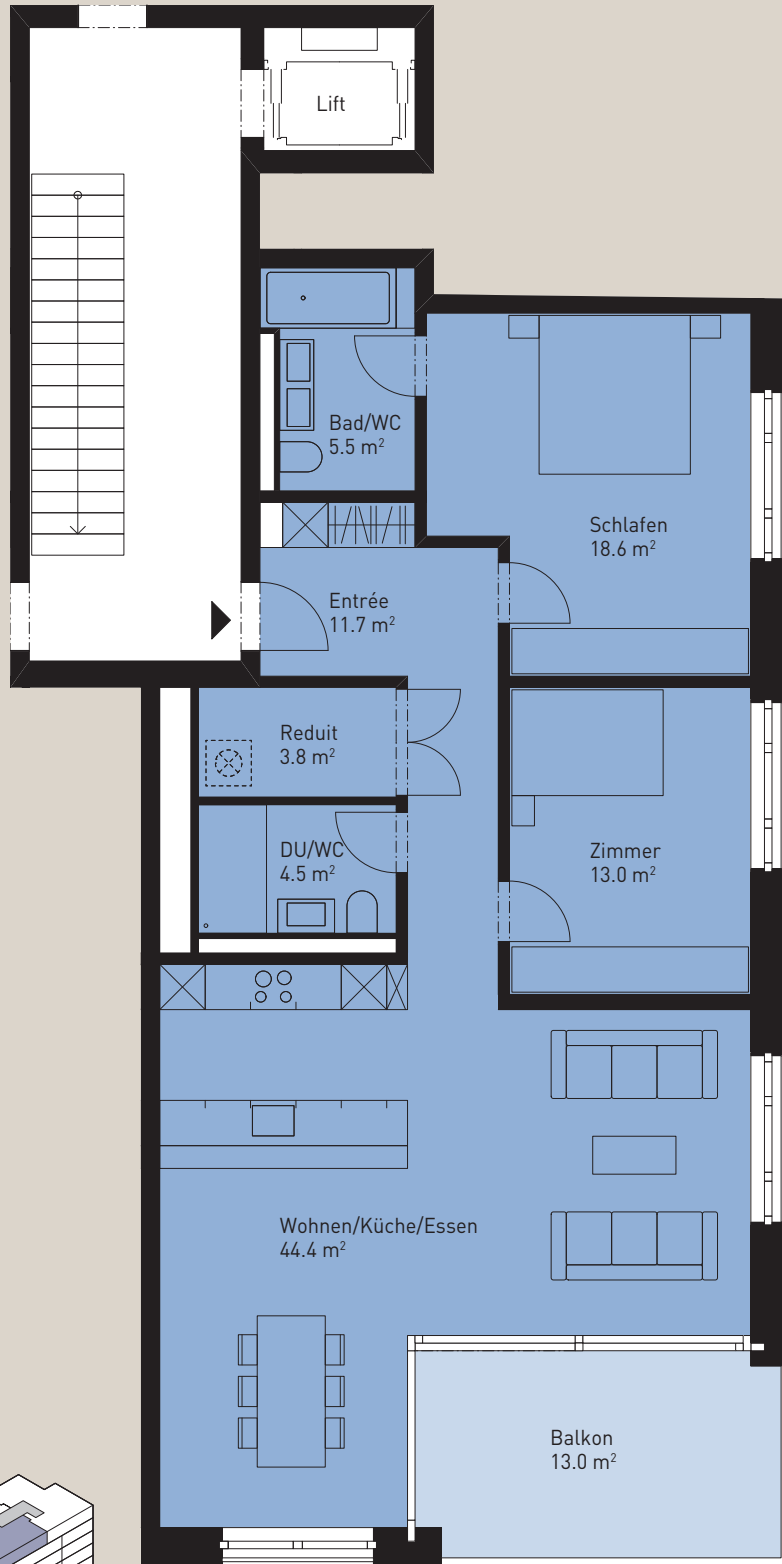 Lift
Bad/WC
5.5 m²
Schlafen
18.6 m²
Entrée
11.7 m²
Reduit
3.8 m²
DU/WC
4.5 m²
Zimmer
13.0 m²
Wohnen/Küche/Essen
44.4 m²
Balkon
13.0 m²